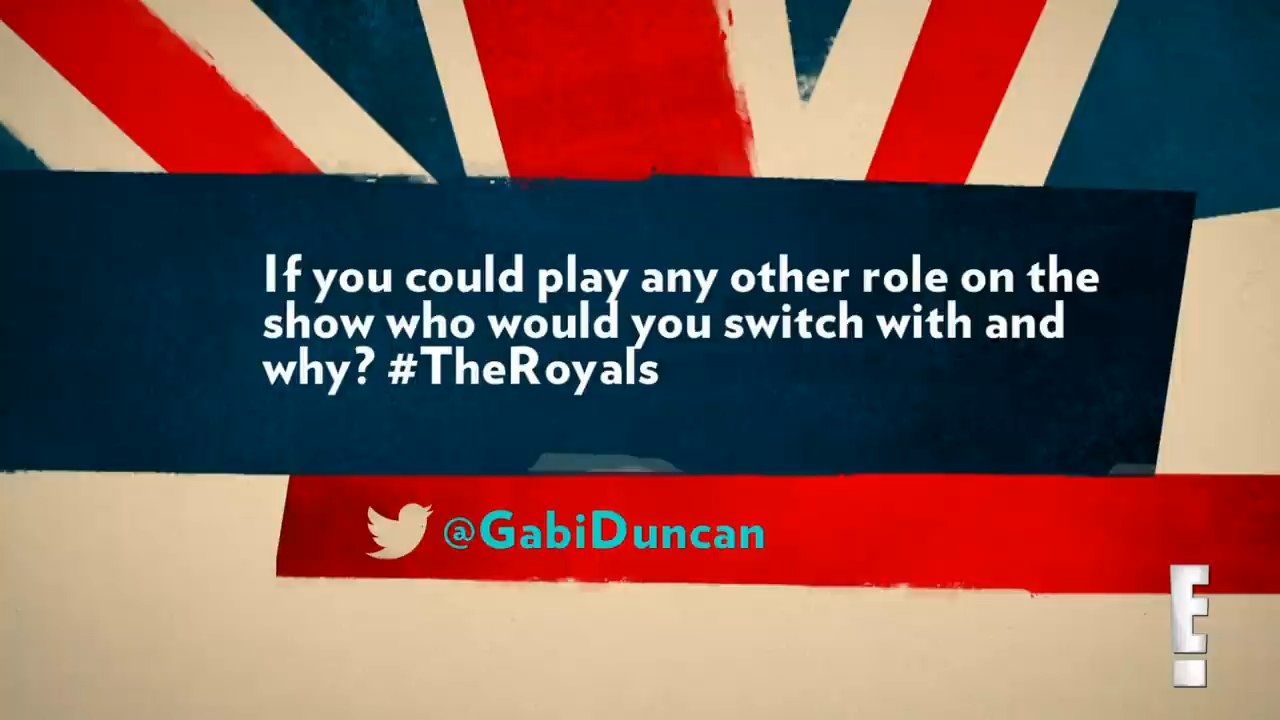 If you could play any other role on the
show who would you switch with and
why? #TheRoyals
@GabiDuncan
E!